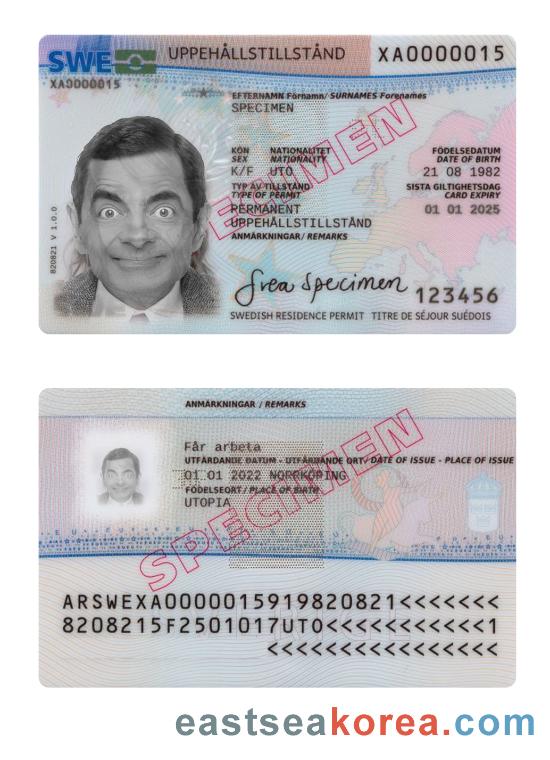 SWE UPPEHÅLLSTILLSTÅND XA0000015
XA0000015
EFTERNAMN Förnamn/ SURNAMES Forenames
SPECIMEN
KÖN NATIONALITET FÖDELSEDATUM
SEX NATIONALITY DATE OF BIRTH
K/F UTO 21 08 1982
TYP AV TILLSTÅND SISTA GILTIGHETSDAG
TYPE OF PERMIT CARD EXPIRY
PERMANENT 01 01 2025
UPPEHÅLLSTILLSTÅND
ANMÄRKNINGAR/ REMARKS
820821 V 1.0.0
Svea Specimen 123456
SWEDISH RESIDENCE PERMIT TITRE DE SÉJOUR SUÉDOIS
SPECIMEN
ANMÄRKNINGAR / REMARKS
Får arbeta
UTFÄRDANDE DATUM - UTFÄRDANDE ORT/ DATE OF ISSUE - PLACE OF ISSUE
01 01 2022 NORRKÖPING
FÖDELSEORT / PLACE OF BIRTH
UTOPIA
SPECIMEN
ARSWEXA0000015919820821<<<<<<<
8208215F2501017UTO<<<<<<<<<<<1
<<<<<<<<<<<<<<<<<
eastseakorea.com